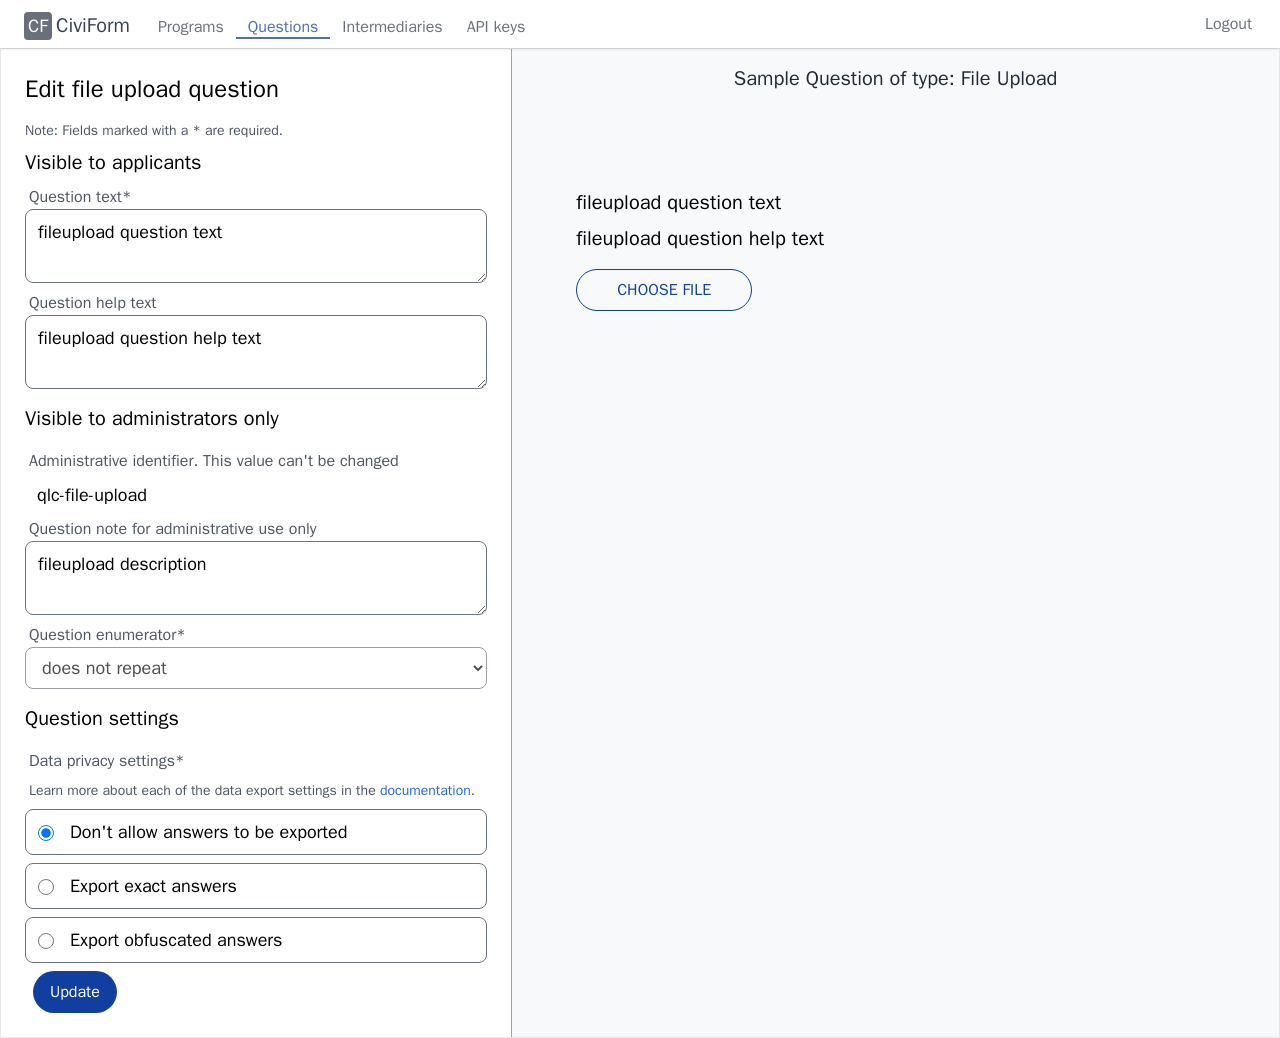 CF CiviForm Programs Questions Intermediaries API keys Logout
Edit file upload question
Note: Fields marked with a * are required.
Visible to applicants
Question text*
fileupload question text
Question help text
fileupload question help text
Visible to administrators only
Administrative identifier. This value can't be changed
qlc-file-upload
Question note for administrative use only
fileupload description
Question enumerator*
does not repeat
Question settings
Data privacy settings*
Learn more about each of the data export settings in the documentation.
Don't allow answers to be exported
Export exact answers
Export obfuscated answers
Update
Sample Question of type: File Upload
fileupload question text
fileupload question help text
CHOOSE FILE